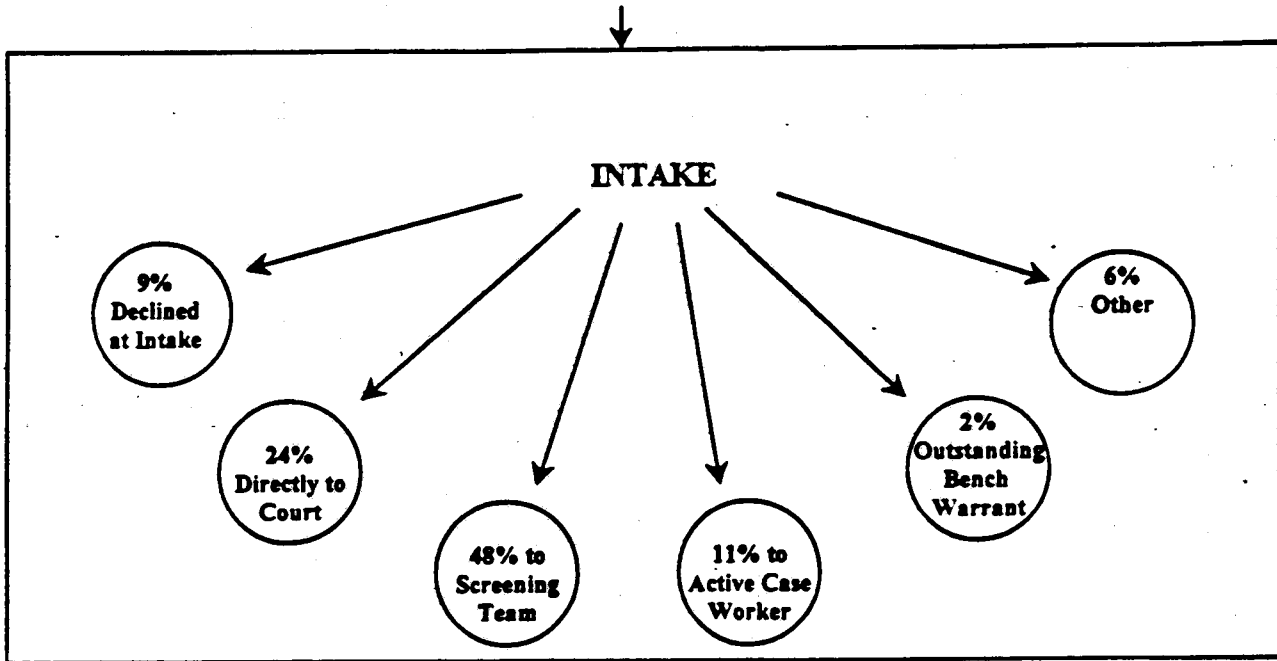 INTAKE
9%
Declined
at Intake
24%
Directly to
Court
48% to
Screening
Team
11% to
Active Case
Worker
2%
Outstanding
Bench
Warrant
6%
Other